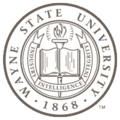 WAYNE STATE UNIVERSITY
INDUSTRY
INTELLIGENCE
INTEGRITY
1868
TM